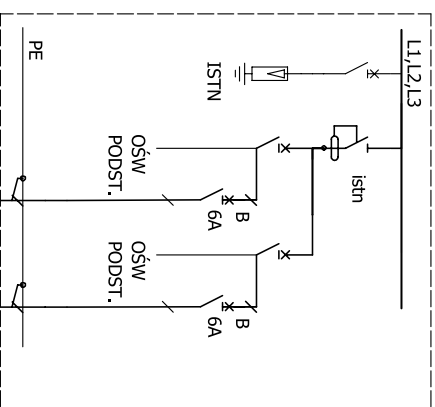 L1,L2,L3
istn
ISTN
OŚW
PODST.
B
6A
OŚW
PODST.
B
6A
PE